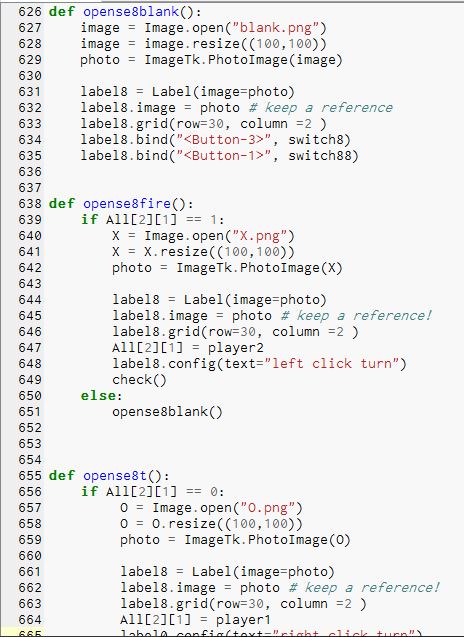 626 def opense8blank():
627     image = Image.open("blank.png")
628     image = image.resize((100,100))
629     photo = ImageTk.PhotoImage(image)
630
631     label8 = Label(image=photo)
632     label8.image = photo # keep a reference
633     label8.grid(row=30, column =2 )
634     label8.bind("<Button-3>", switch8)
635     label8.bind("<Button-1>", switch88)
636
637
638 def opense8fire():
639     if All[2][1] == 1:
640         X = Image.open("X.png")
641         X = X.resize((100,100))
642         photo = ImageTk.PhotoImage(X)
643
644         label8 = Label(image=photo)
645         label8.image = photo # keep a reference!
646         label8.grid(row=30, column =2 )
647         All[2][1] = player2
648         label8.config(text="left click turn")
649         check()
650     else:
651         opense8blank()
652
653
654
655 def opense8t():
656     if All[2][1] == 0:
657         O = Image.open("O.png")
658         O = O.resize((100,100))
659         photo = ImageTk.PhotoImage(O)
660
661         label8 = Label(image=photo)
662         label8.image = photo # keep a reference!
663         label8.grid(row=30, column =2 )
664         All[2][1] = player1
665         label0.config(text="right click turn")